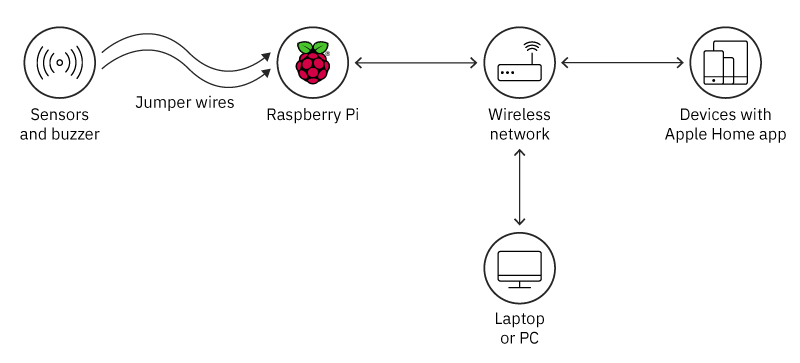 Sensors
and buzzer
Jumper wires
Raspberry Pi
Wireless
network
Devices with
Apple Home app
Laptop
or PC